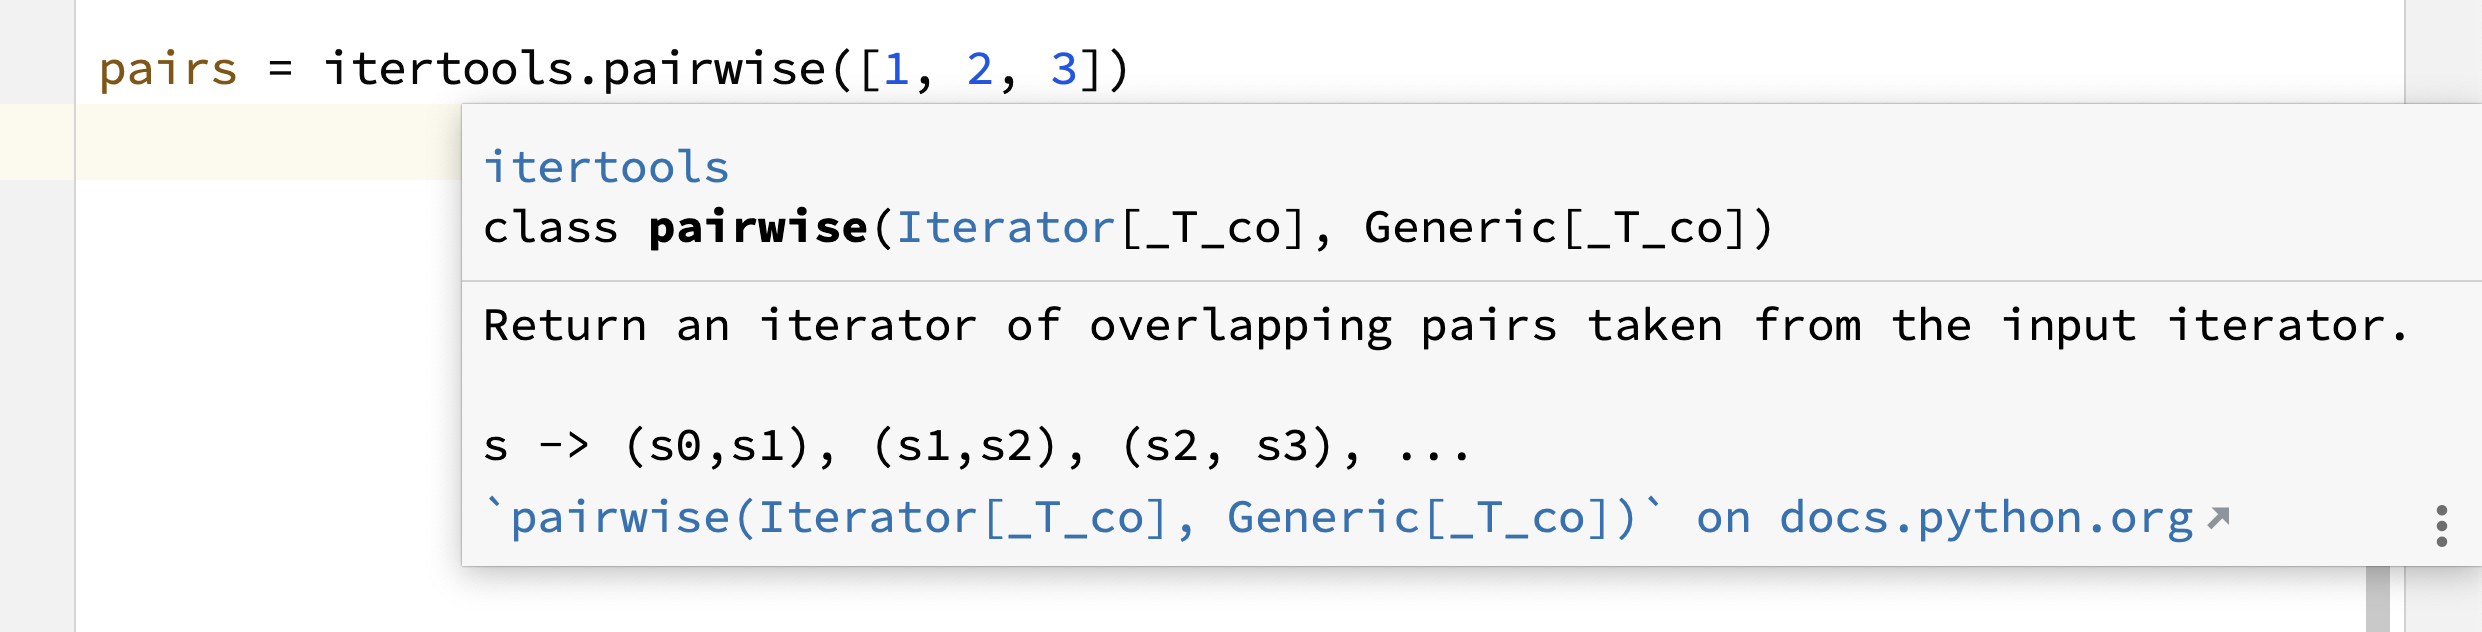 pairs = itertools.pairwise([1, 2, 3])
itertools
class pairwise(Iterator[_T_co], Generic[_T_co])
Return an iterator of overlapping pairs taken from the input iterator.
s -> (s0,s1), (s1,s2), (s2, s3), ...
`pairwise(Iterator[_T_co], Generic[_T_co])` on docs.python.org